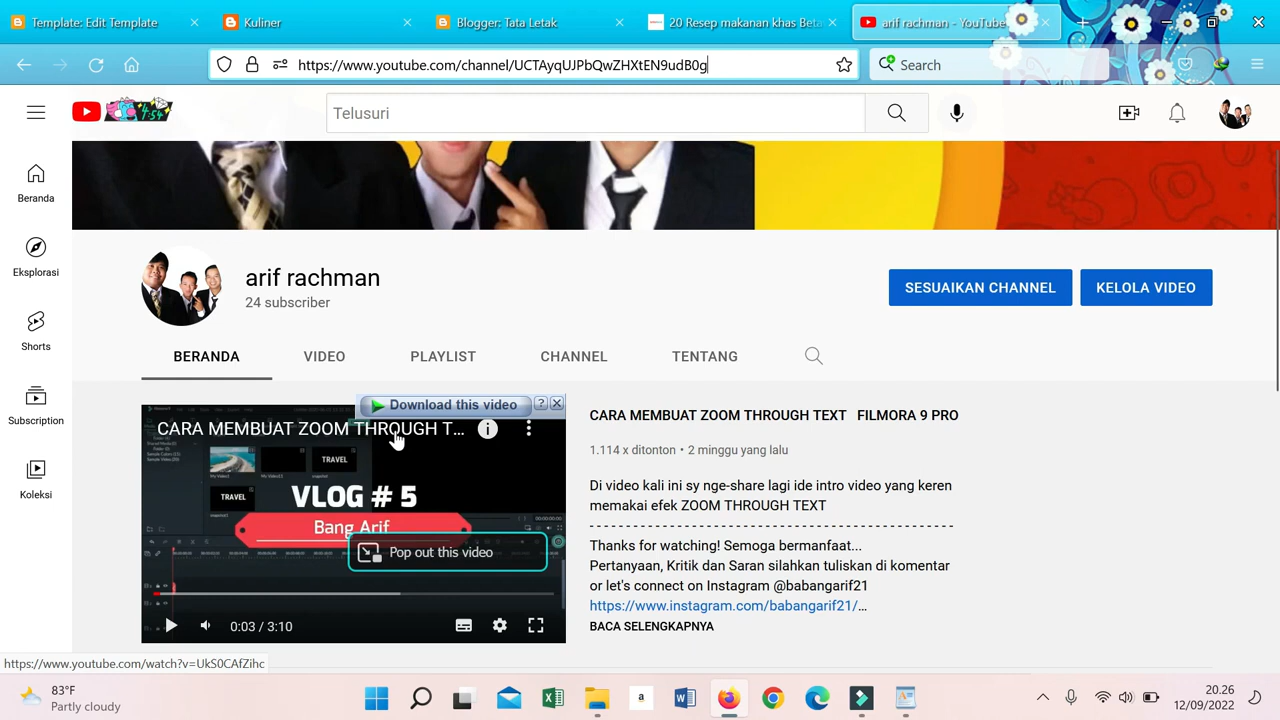 Template: Edit Template
Kuliner
Blogger: Tata Letak
20 Resep makanan khas Beta
arif rachman - YouTube
https://www.youtube.com/channel/UCTAyqUJPbQwZHXtEN9udB0g
Search
4:54
Telusuri
Beranda
Eksplorasi
Shorts
Subscription
Koleksi
arif rachman
24 subscriber
SESUAIKAN CHANNEL
KELOLA VIDEO
BERANDA
VIDEO
PLAYLIST
CHANNEL
TENTANG
Download this video
?
CARA MEMBUAT ZOOM THROUGH T...
TRAVEL
TRAVEL
VLOG # 5
Bang Arif
Pop out this video
0:03 / 3:10
CARA MEMBUAT ZOOM THROUGH TEXT FILMORA 9 PRO
1.114 x ditonton • 2 minggu yang lalu
Di video kali ini sy nge-share lagi ide intro video yang keren
memakai efek ZOOM THROUGH TEXT
- - - - - - - - - - - - - - - - - - - - - - - - - - - - - - - - - - - - - - - - - - - - -
Thanks for watching! Semoga bermanfaat...
Pertanyaan, Kritik dan Saran silahkan tuliskan di komentar
or let's connect on Instagram @babangarif21
https://www.instagram.com/babangarif21/...
BACA SELENGKAPNYA
https://www.youtube.com/watch?v=UkS0CAfZihc
83°F
Partly cloudy
a
20.26
12/09/2022